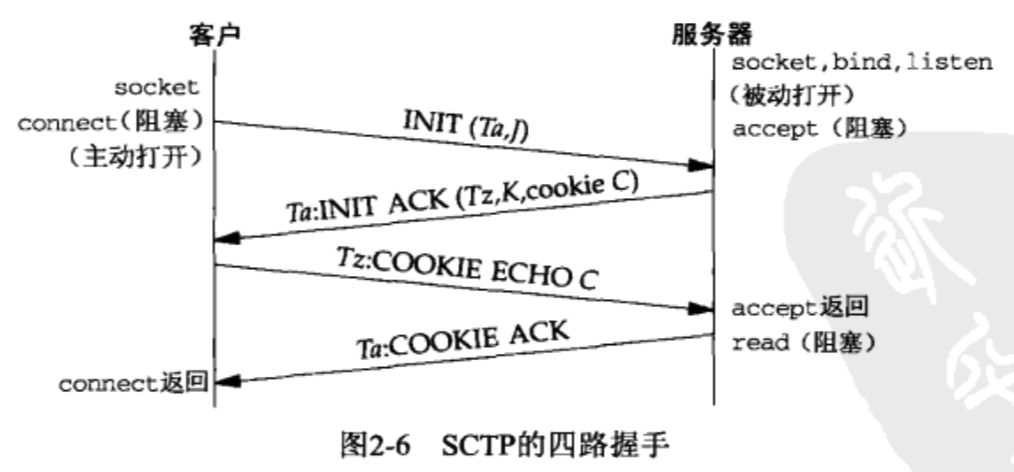 客户
服务器
socket
connect(阻塞)
(主动打开)
socket,bind,listen
(被动打开)
accept (阻塞)
INIT (Ta,J)
Ta:INIT ACK (Tz,K,cookie C)
Tz:COOKIE ECHO C
accept返回
Ta:COOKIE ACK
read (阻塞)
connect返回
图2-6 SCTP的四路握手